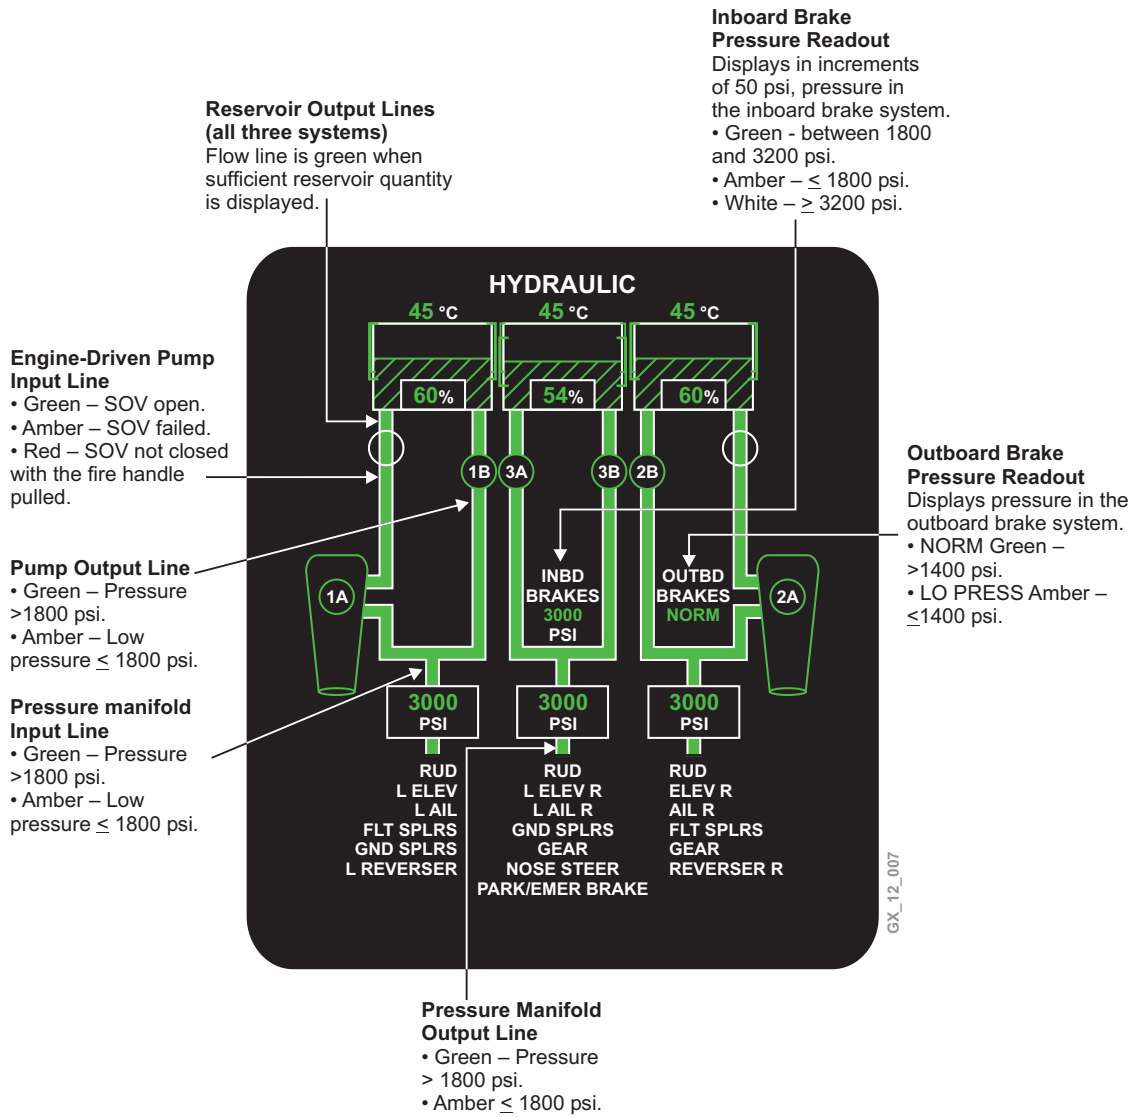 Inboard Brake
Pressure Readout
Displays in increments
of 50 psi, pressure in
the inboard brake system.
• Green - between 1800
and 3200 psi.
• Amber – ≤ 1800 psi.
• White – ≥ 3200 psi.
Reservoir Output Lines
(all three systems)
Flow line is green when
sufficient reservoir quantity
is displayed.
HYDRAULIC
45 °C
45 °C
45 °C
60%
54%
60%
Engine-Driven Pump
Input Line
• Green – SOV open.
• Amber – SOV failed.
• Red – SOV not closed
with the fire handle
pulled.
1B
3A
3B
2B
Outboard Brake
Pressure Readout
Displays pressure in the
outboard brake system.
• NORM Green –
>1400 psi.
• LO PRESS Amber –
≤1400 psi.
Pump Output Line
• Green – Pressure
>1800 psi.
• Amber – Low
pressure ≤ 1800 psi.
1A
INBD
BRAKES
3000
PSI
OUTBD
BRAKES
NORM
2A
Pressure manifold
Input Line
• Green – Pressure
>1800 psi.
• Amber – Low
pressure ≤ 1800 psi.
3000
PSI
3000
PSI
3000
PSI
RUD
L ELEV
L AIL
FLT SPLRS
GND SPLRS
L REVERSER
RUD
L ELEV R
L AIL R
GND SPLRS
GEAR
NOSE STEER
PARK/EMER BRAKE
RUD
ELEV R
AIL R
FLT SPLRS
GEAR
REVERSER R
GX_12_007
Pressure Manifold
Output Line
• Green – Pressure
> 1800 psi.
• Amber ≤ 1800 psi.